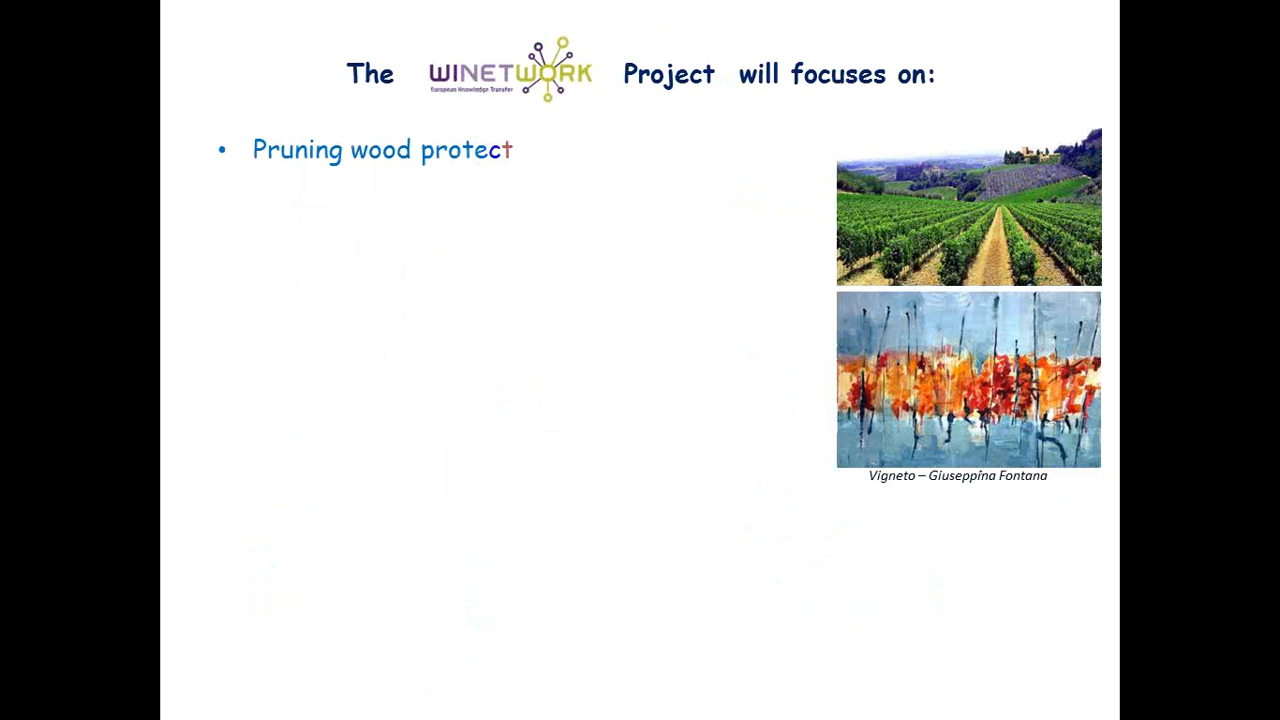 The WINETWORK Project will focuses on:
European Knowledge Transfer
• Pruning wood protect
Vigneto – Giuseppina Fontana